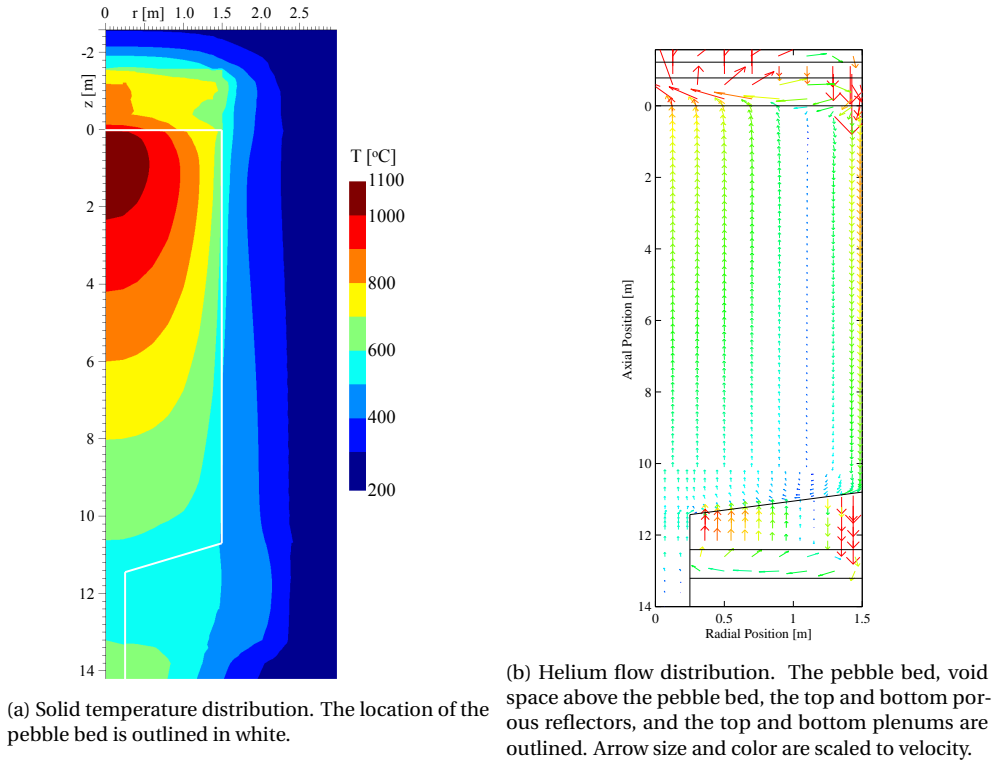 0 r [m] 1.0 1.5 2.0 2.5
-2
z [m]
0
2
4
6
8
10
12
14
T [ºC]
1100
1000
800
600
400
200
(a) Solid temperature distribution. The location of the
pebble bed is outlined in white.
0
2
4
6
8
10
12
14
Axial Position [m]
0 0.5 1 1.5
Radial Position [m]
(b) Helium flow distribution. The pebble bed, void
space above the pebble bed, the top and bottom por-
ous reflectors, and the top and bottom plenums are
outlined. Arrow size and color are scaled to velocity.